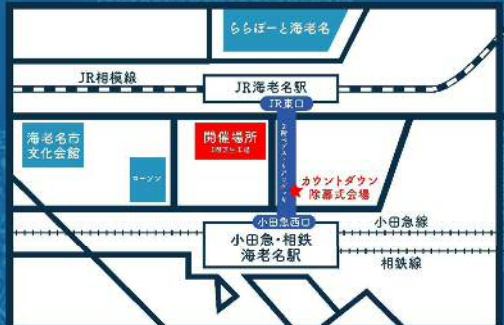 ららぽーと海老名
JR相模線
JR海老名駅
JR東口
海老名市
文化会館
開催場所
ローソン
カウントダウン
除幕式会場
小田急西口
小田急・相鉄
海老名駅
小田急線
相鉄線